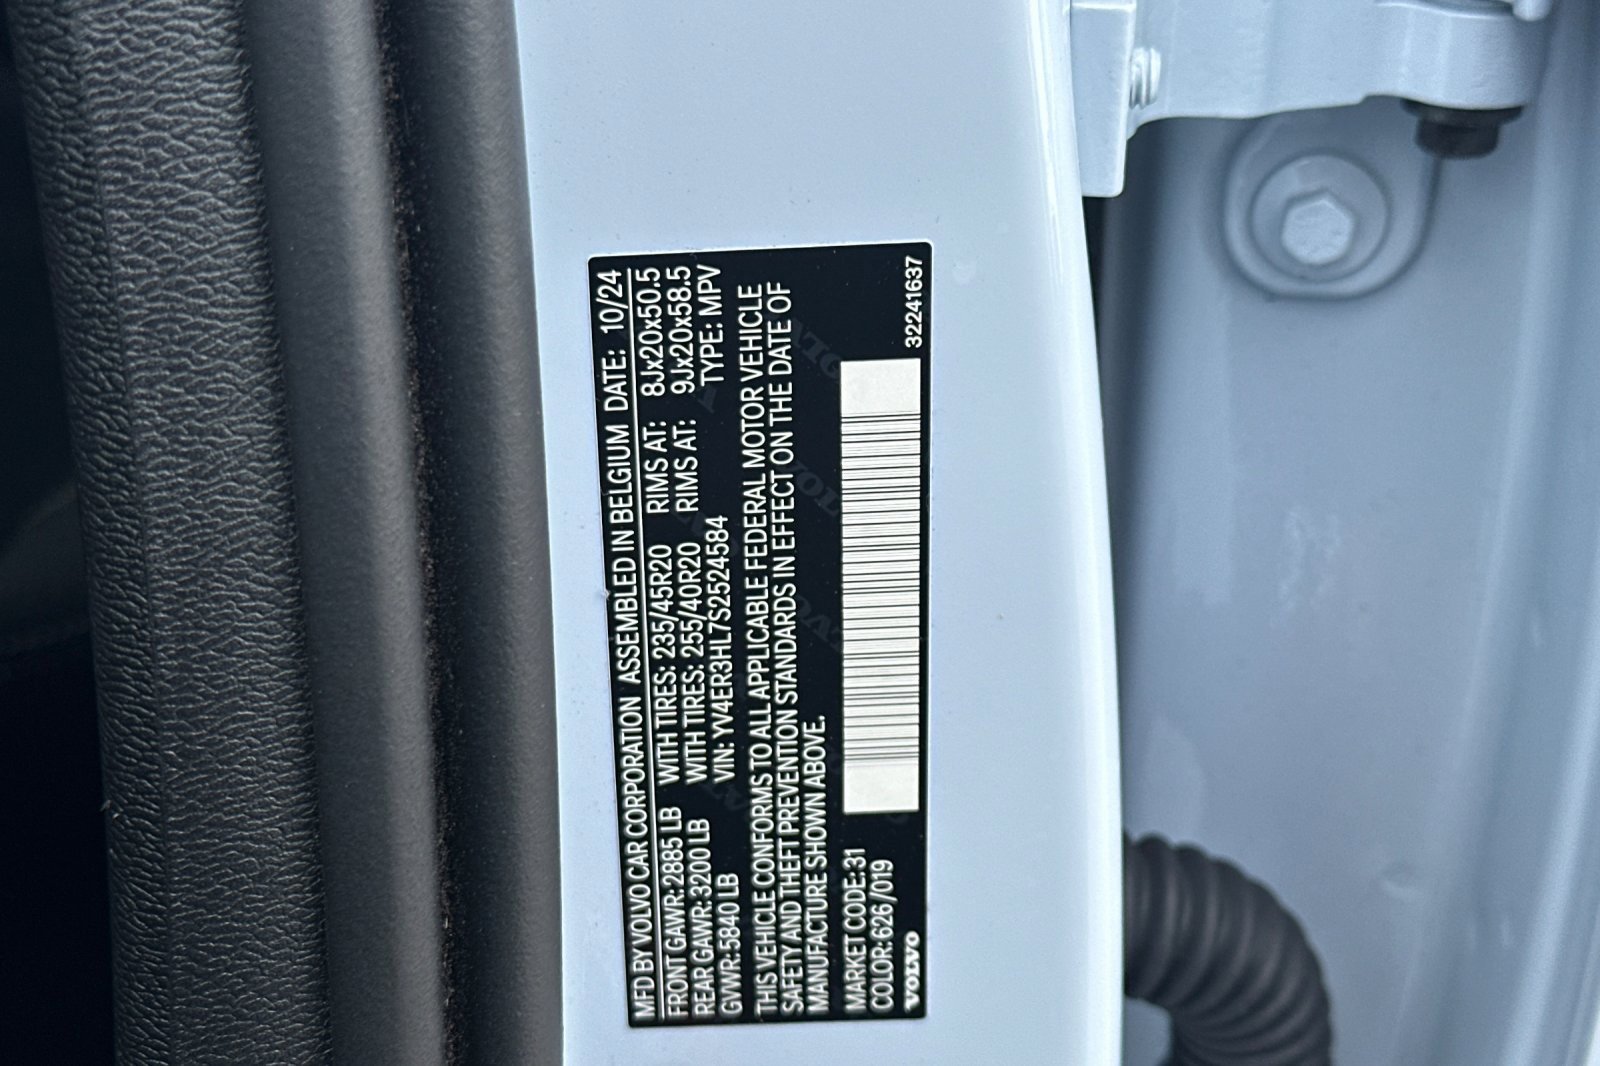 MFD BY VOLVO CAR CORPORATION ASSEMBLED IN BELGIUM DATE: 10/24
FRONT GAWR: 2885 LB WITH TIRES: 235/45R20 RIMS AT: 8Jx20x50.5
REAR GAWR: 3200 LB WITH TIRES: 255/40R20 RIMS AT: 9Jx20x58.5
GVWR: 5840 LB VIN: YV4ER3HL7S2524584 TYPE: MPV
THIS VEHICLE CONFORMS TO ALL APPLICABLE FEDERAL MOTOR VEHICLE
SAFETY AND THEFT PREVENTION STANDARDS IN EFFECT ON THE DATE OF
MANUFACTURE SHOWN ABOVE.
MARKET CODE:31
COLOR: 626/019
VOLVO
32241637